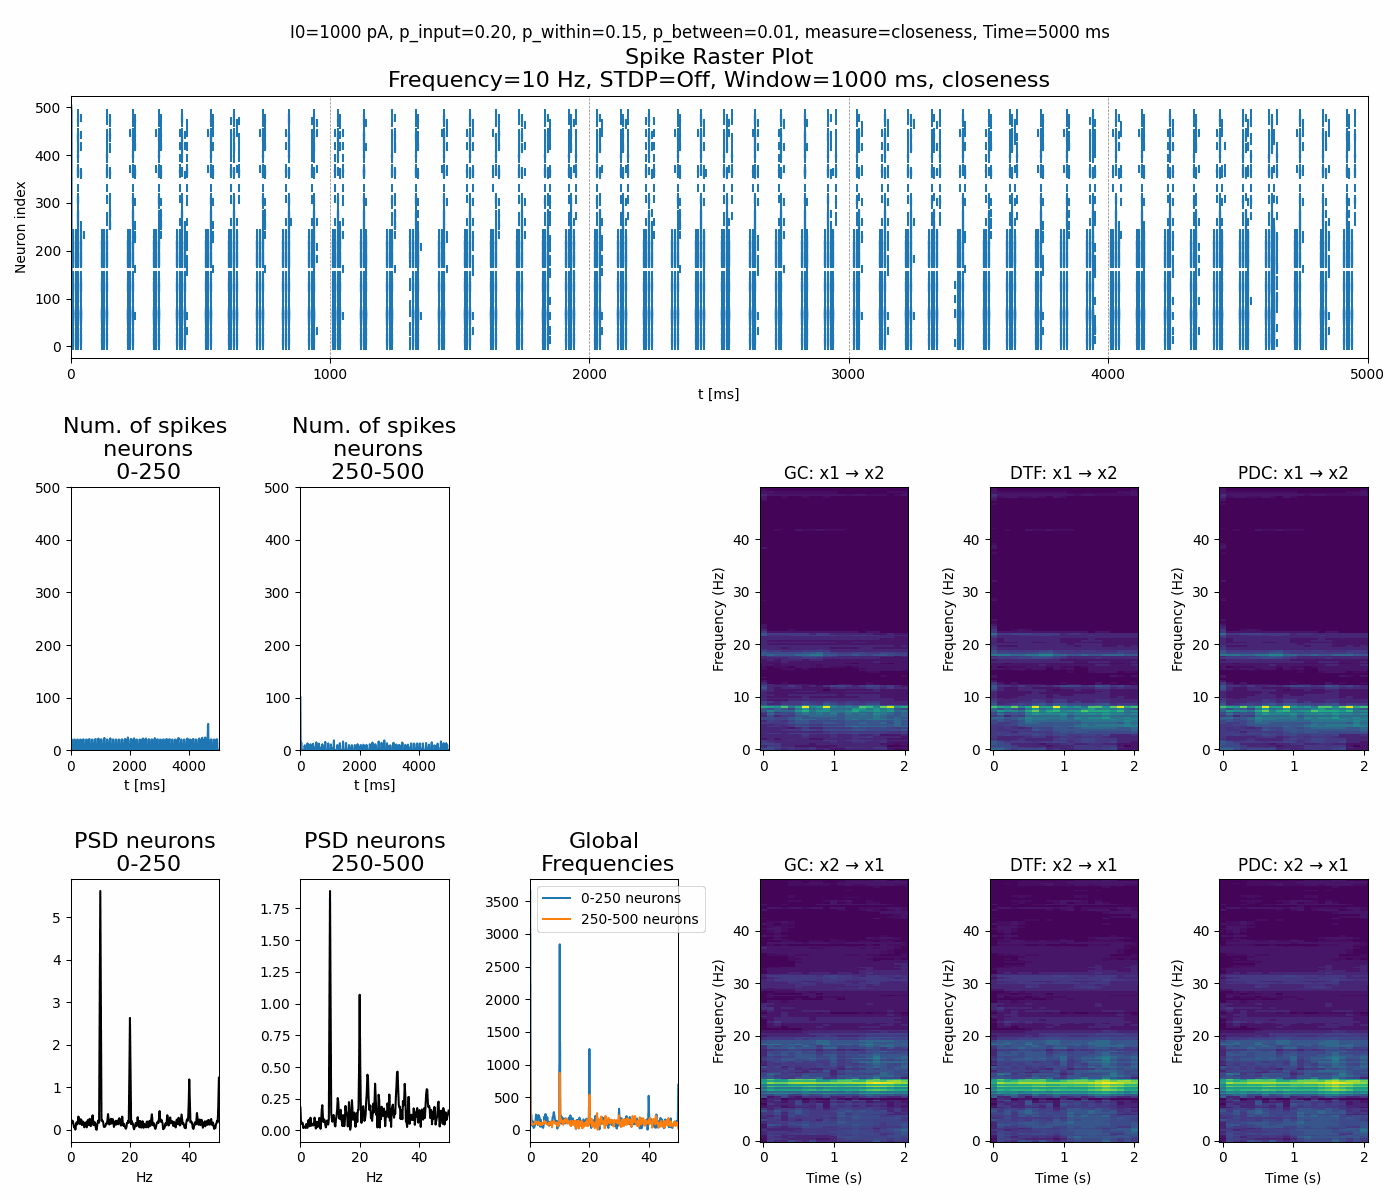 I0=1000 pA, p_input=0.20, p_within=0.15, p_between=0.01, measure=closeness, Time=5000 ms
Spike Raster Plot
Frequency=10 Hz, STDP=Off, Window=1000 ms, closeness
Neuron index
500
400
300
200
100
0
0 1000 2000 3000 4000 5000
t [ms]
Num. of spikes
neurons
0-250
500
400
300
200
100
0
0 2000 4000
t [ms]
Num. of spikes
neurons
250-500
500
400
300
200
100
0
0 2000 4000
t [ms]
GC: x1 → x2
Frequency (Hz)
40
30
20
10
0
0 1 2
DTF: x1 → x2
Frequency (Hz)
40
30
20
10
0
0 1 2
PDC: x1 → x2
Frequency (Hz)
40
30
20
10
0
0 1 2
PSD neurons
0-250
5
4
3
2
1
0
0 20 40
Hz
PSD neurons
250-500
1.75
1.50
1.25
1.00
0.75
0.50
0.25
0.00
0 20 40
Hz
Global
Frequencies
0-250 neurons
250-500 neurons
3500
3000
2500
2000
1500
1000
500
0
0 20 40
GC: x2 → x1
Frequency (Hz)
40
30
20
10
0
0 1 2
Time (s)
DTF: x2 → x1
Frequency (Hz)
40
30
20
10
0
0 1 2
Time (s)
PDC: x2 → x1
Frequency (Hz)
40
30
20
10
0
0 1 2
Time (s)